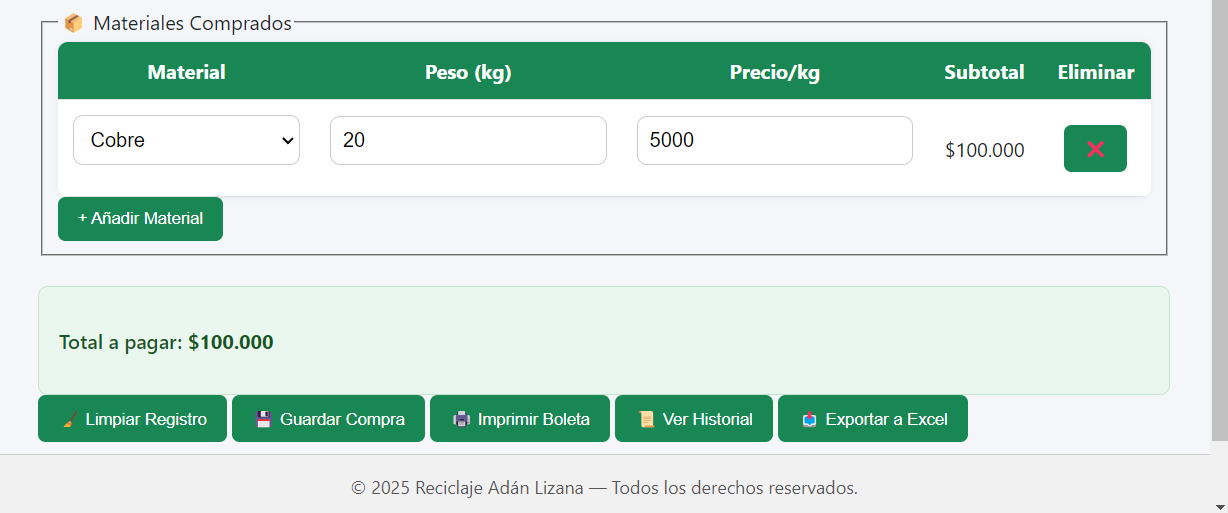 Materiales Comprados
Material Peso (kg) Precio/kg Subtotal Eliminar
Cobre 20 5000 $100.000
+ Añadir Material
Total a pagar: $100.000
Limpiar Registro Guardar Compra Imprimir Boleta Ver Historial Exportar a Excel
© 2025 Reciclaje Adán Lizana — Todos los derechos reservados.